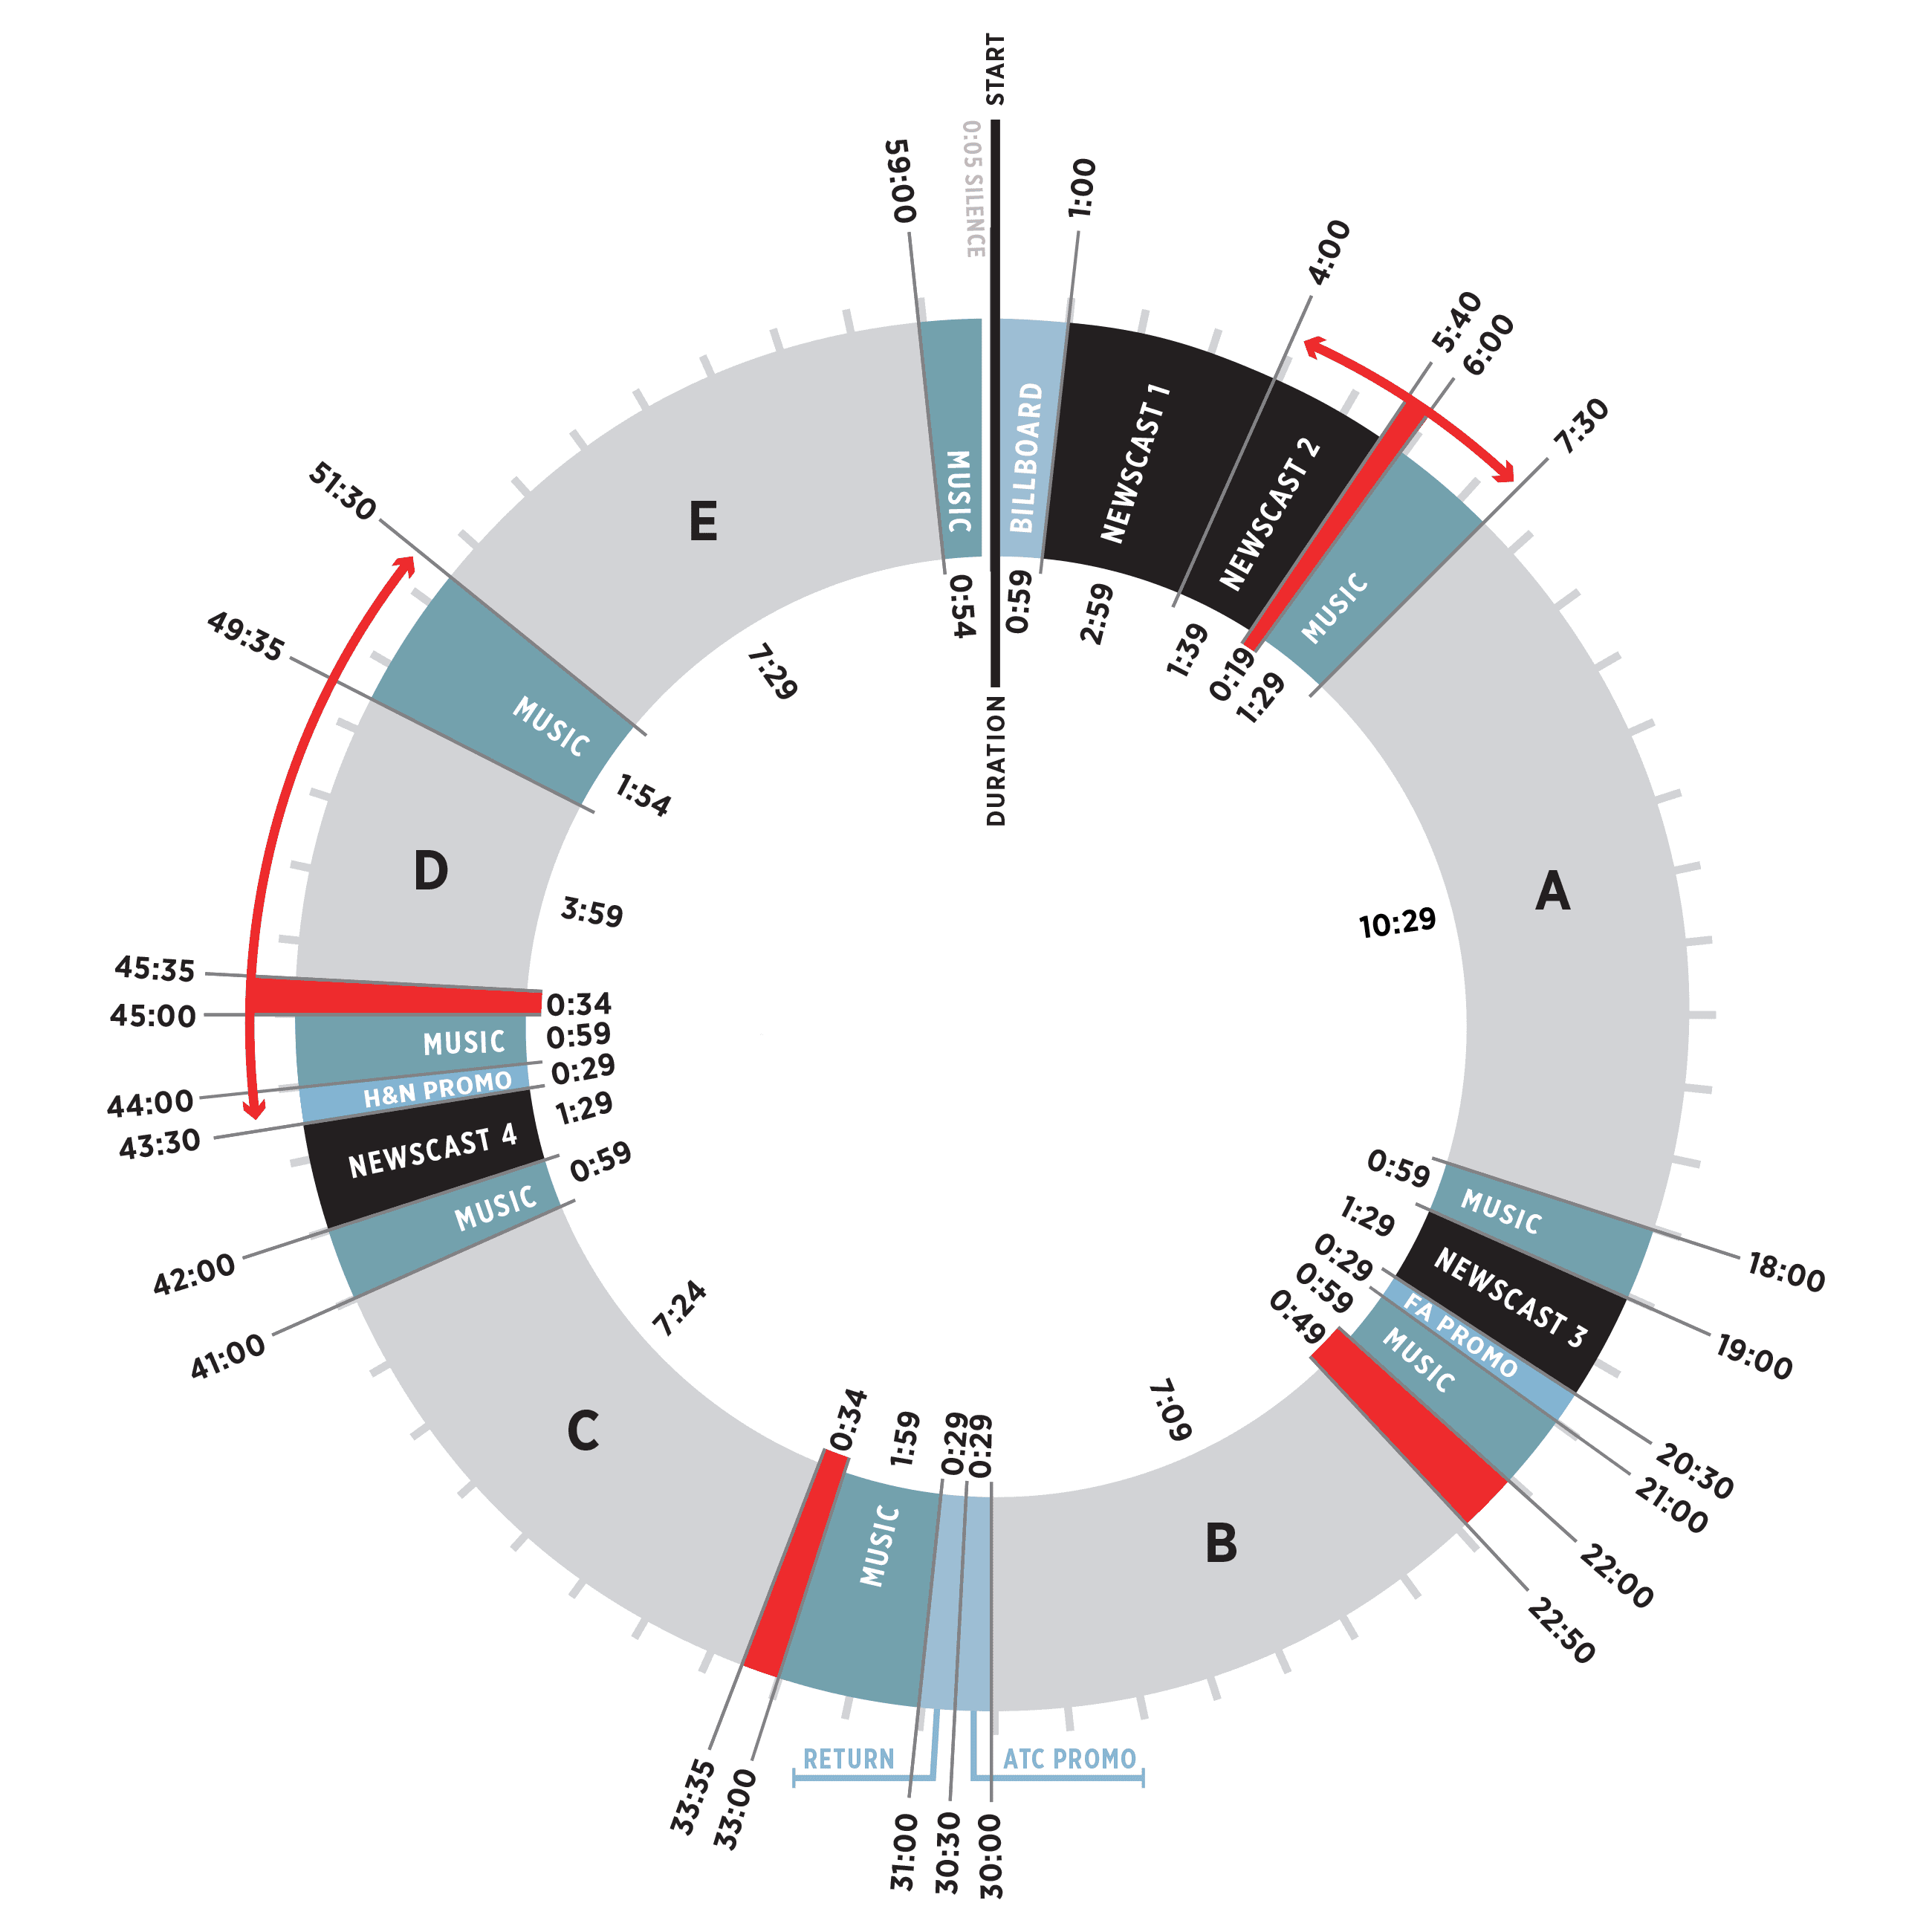 START
0:05 SILENCE
DURATION
BILLBOARD
0:59
1:00
NEWSCAST 1
2:59
4:00
NEWSCAST 2
1:39
5:40
0:19
6:00
MUSIC
1:29
7:30
A
10:29
18:00
MUSIC
0:59
19:00
NEWSCAST 3
1:29
20:30
FA PROMO
0:29
21:00
MUSIC
0:59
22:00
0:49
22:50
B
7:09
30:00
ATC PROMO
0:29
30:30
RETURN
0:29
31:00
MUSIC
1:59
33:00
0:34
33:35
C
7:24
41:00
MUSIC
0:59
42:00
NEWSCAST 4
1:29
43:30
H&N PROMO
0:29
44:00
MUSIC
0:59
45:00
0:34
45:35
D
3:59
49:35
MUSIC
1:54
51:30
E
7:29
59:00
MUSIC
0:54